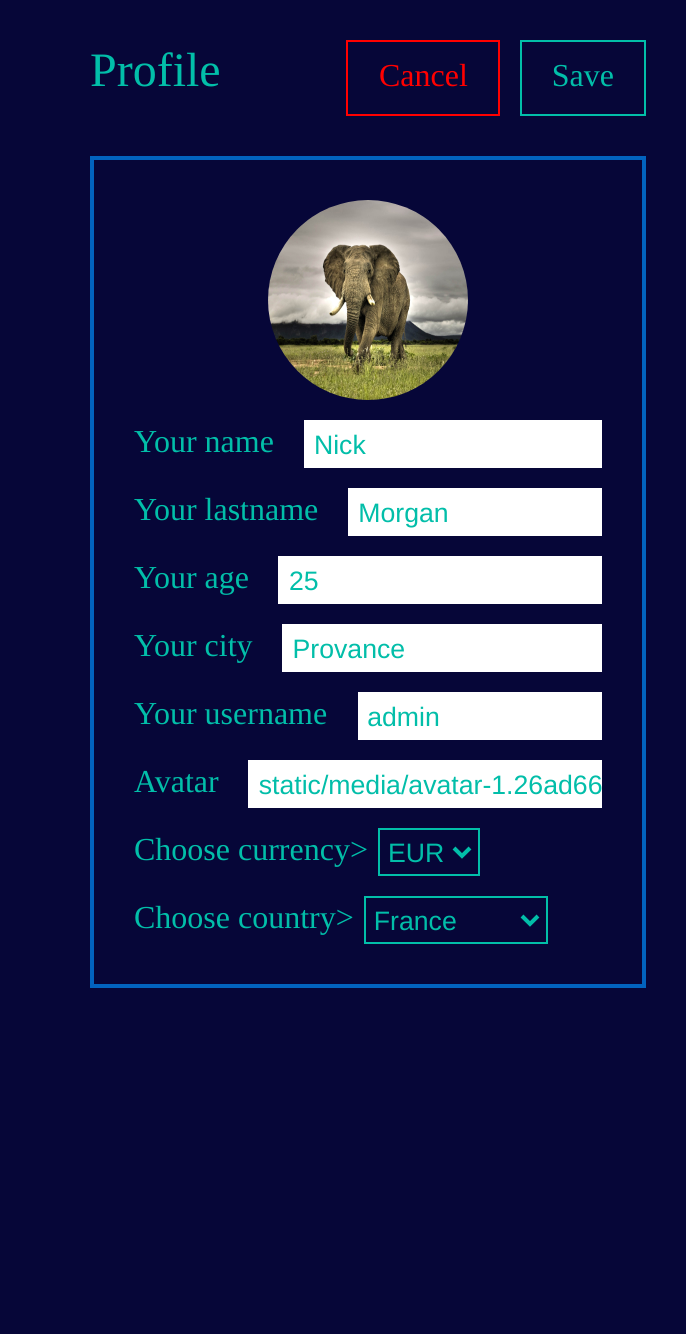 Profile Cancel Save
Your name Nick
Your lastname Morgan
Your age 25
Your city Provance
Your username admin
Avatar static/media/avatar-1.26ad66
Choose currency> EUR
Choose country> France